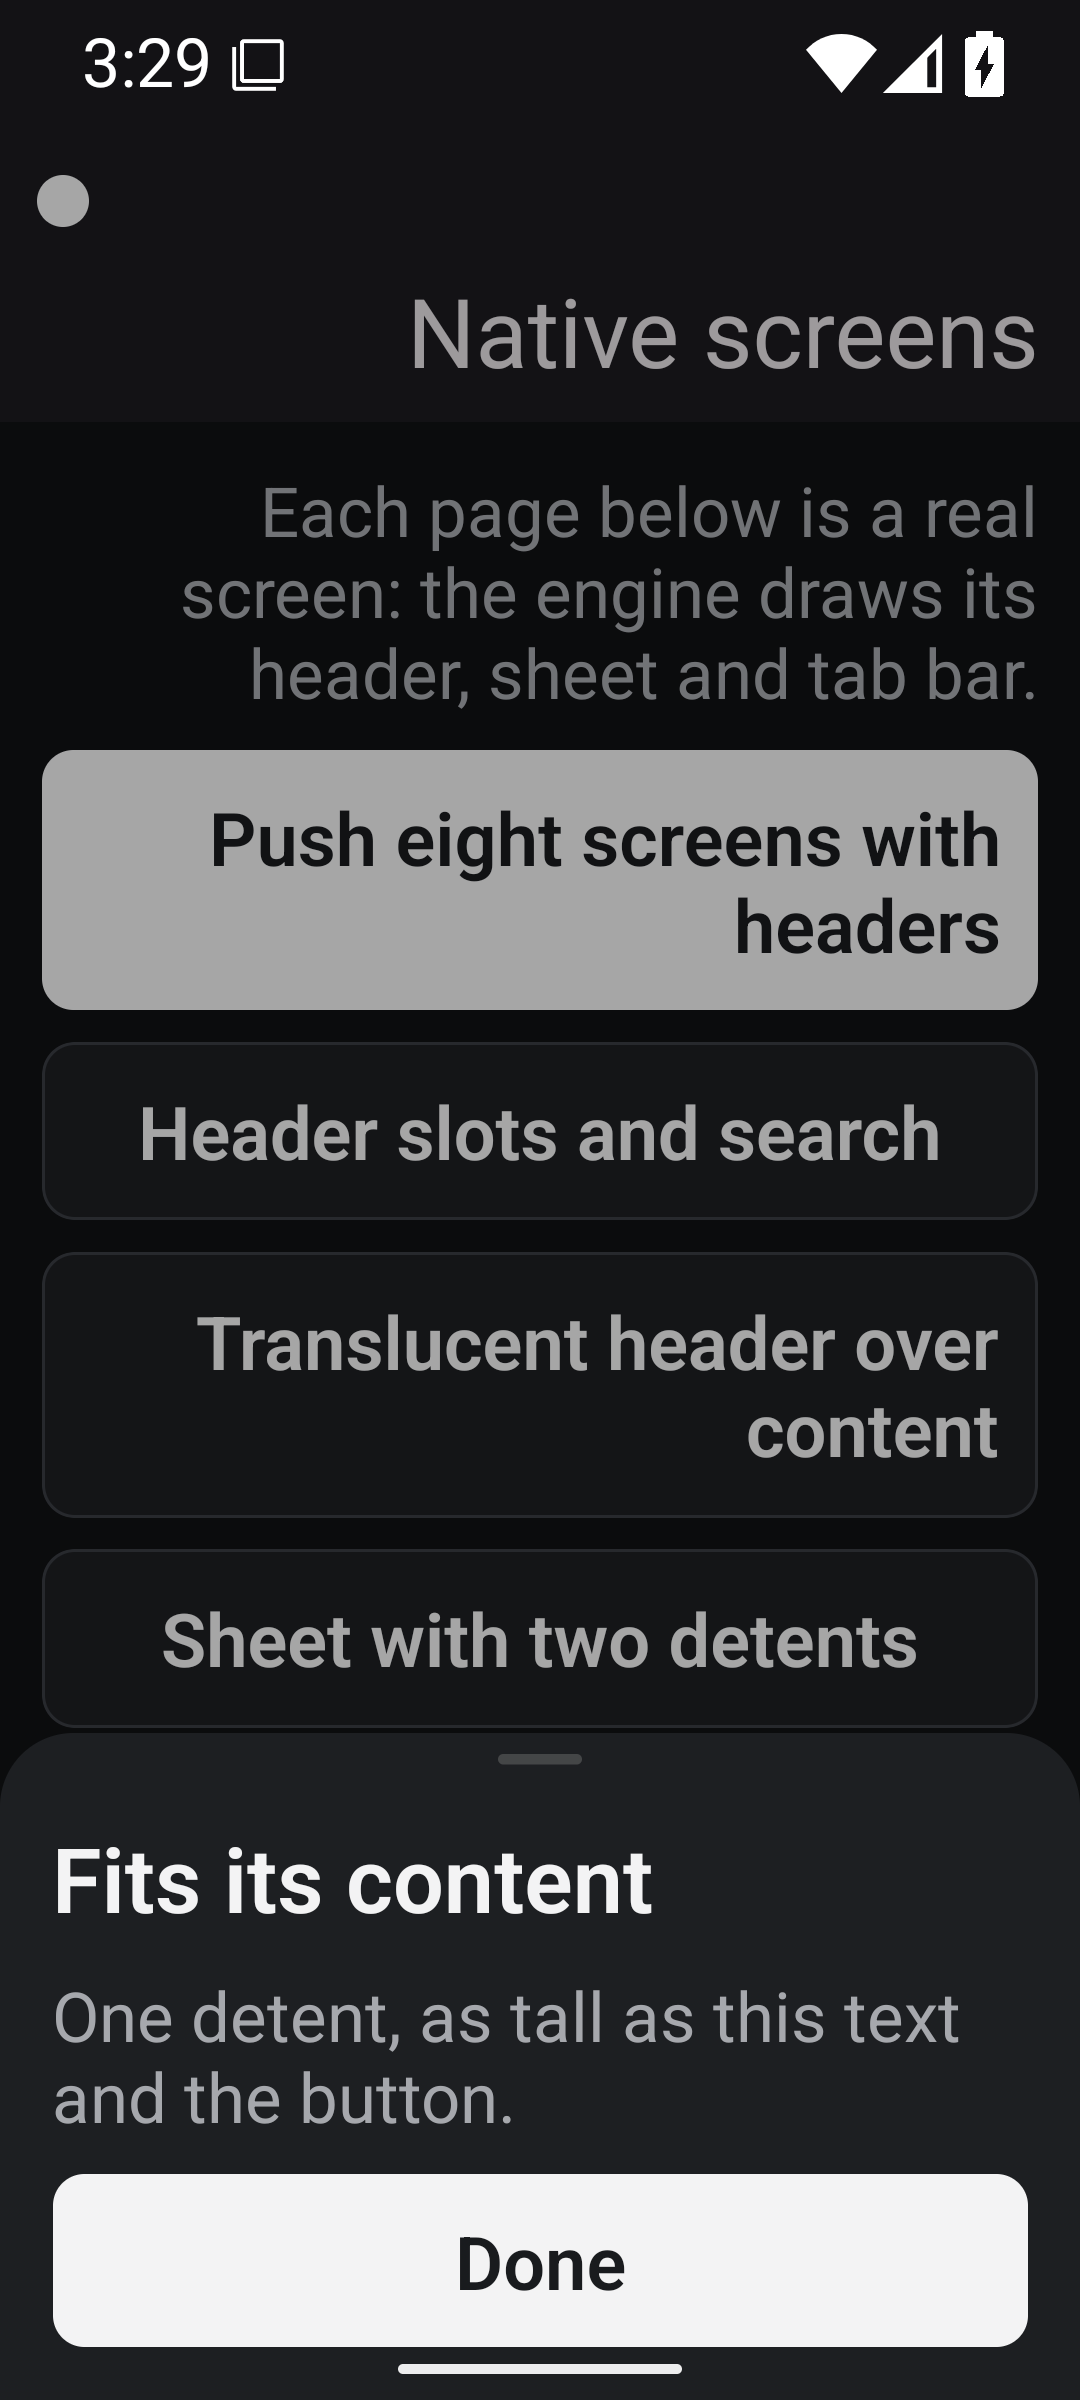 3:29
Native screens
Each page below is a real
screen: the engine draws its
header, sheet and tab bar.
Push eight screens with
headers
Header slots and search
Translucent header over
content
Sheet with two detents
Fits its content
One detent, as tall as this text
and the button.
Done